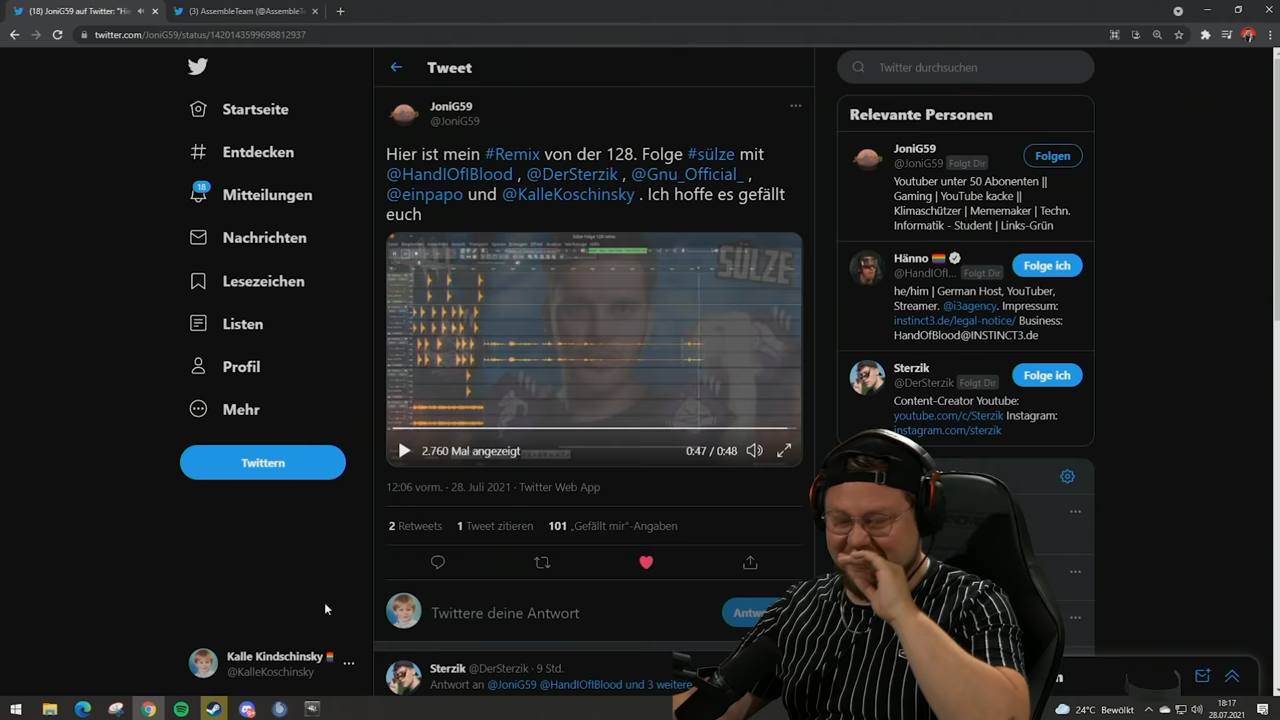 (18) JoniG59 auf Twitter: "Hie
(3) AssembleTeam (@AssembleT
twitter.com/JoniG59/status/1420143599698812937
Startseite
Entdecken
18
Mitteilungen
Nachrichten
Lesezeichen
Listen
Profil
Mehr
Twittern
Kalle Kindschinsky
@KalleKoschinsky
Tweet
JoniG59
@JoniG59
Hier ist mein #Remix von der 128. Folge #sülze mit
@HandIOfIBlood , @DerSterzik , @Gnu_Official_ ,
@einpapo und @KalleKoschinsky . Ich hoffe es gefällt
euch
SÜLZE
2.760 Mal angezeigt
0:47 / 0:48
12:06 vorm. · 28. Juli 2021 · Twitter Web App
2 Retweets 1 Tweet zitieren 101 „Gefällt mir"-Angaben
Twittere deine Antwort
Antw
Sterzik @DerSterzik · 9 Std.
Antwort an @JoniG59 @HandIOfIBlood und 3 weitere
Twitter durchsuchen
Relevante Personen
JoniG59
@JoniG59 Folgt Dir
Folgen
Youtuber unter 50 Abonenten ||
Gaming | YouTube kacke ||
Klimaschützer | Mememaker | Techn.
Informatik - Student | Links-Grün
Hänno
@HandIOfI... Folgt Dir
Folge ich
he/him | German Host, YouTuber,
Streamer. @i3agency. Impressum:
instinct3.de/legal-notice/ Business:
HandOfBlood@INSTINCT3.de
Sterzik
@DerSterzik Folgt Dir
Folge ich
Content-Creator Youtube:
youtube.com/c/Sterzik Instagram:
instagram.com/sterzik
24°C Bewölkt
18:17
28.07.2021